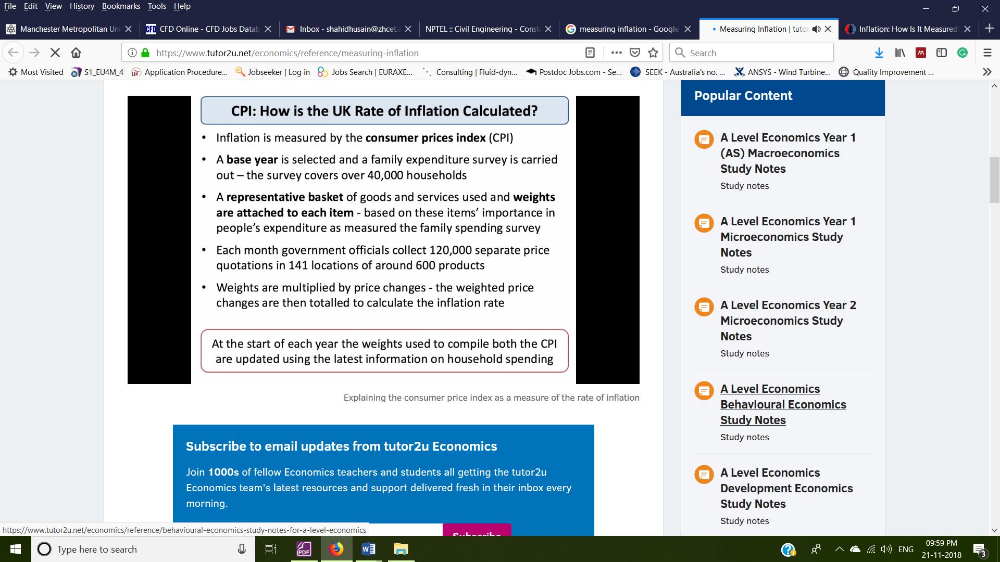 File Edit View History Bookmarks Tools Help
Manchester Metropolitan Uni
CFD CFD Online - CFD Jobs Datab
Inbox - shahidhusain@zhcet.a
NPTEL :: Civil Engineering - Const
measuring inflation - Google
Measuring Inflation | tutor
Inflation: How Is It Measured
https://www.tutor2u.net/economics/reference/measuring-inflation
Search
Most Visited S1_EU4M_4 Application Procedure... Jobseeker | Log in Jobs Search | EURAXE... Consulting | Fluid-dyn... Postdoc Jobs.com - Se... SEEK - Australia's no. ... ANSYS - Wind Turbine... Quality Improvement ...
CPI: How is the UK Rate of Inflation Calculated?
• Inflation is measured by the consumer prices index (CPI)
• A base year is selected and a family expenditure survey is carried
out – the survey covers over 40,000 households
• A representative basket of goods and services used and weights
are attached to each item - based on these items’ importance in
people’s expenditure as measured the family spending survey
• Each month government officials collect 120,000 separate price
quotations in 141 locations of around 600 products
• Weights are multiplied by price changes - the weighted price
changes are then totalled to calculate the inflation rate
At the start of each year the weights used to compile both the CPI
are updated using the latest information on household spending
Explaining the consumer price index as a measure of the rate of inflation
Subscribe to email updates from tutor2u Economics
Join 1000s of fellow Economics teachers and students all getting the tutor2u
Economics team's latest resources and support delivered fresh in their inbox every
morning.
Subscribe
Popular Content
A Level Economics Year 1
(AS) Macroeconomics
Study Notes
Study notes
A Level Economics Year 1
Microeconomics Study
Notes
Study notes
A Level Economics Year 2
Microeconomics Study
Notes
Study notes
A Level Economics
Behavioural Economics
Study Notes
Study notes
A Level Economics
Development Economics
Study Notes
Study notes
https://www.tutor2u.net/economics/reference/behavioural-economics-study-notes-for-a-level-economics
Type here to search
PDF
ENG
09:59 PM
21-11-2018
3